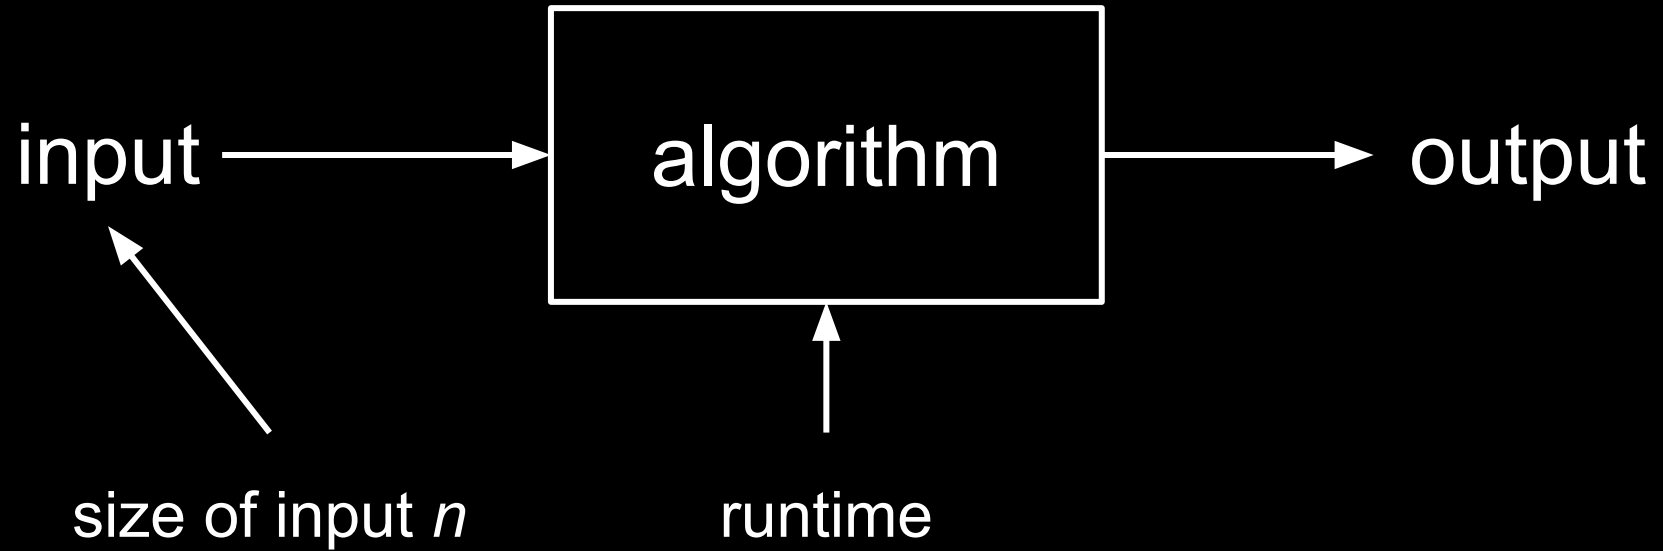 input
algorithm
output
size of input n
runtime